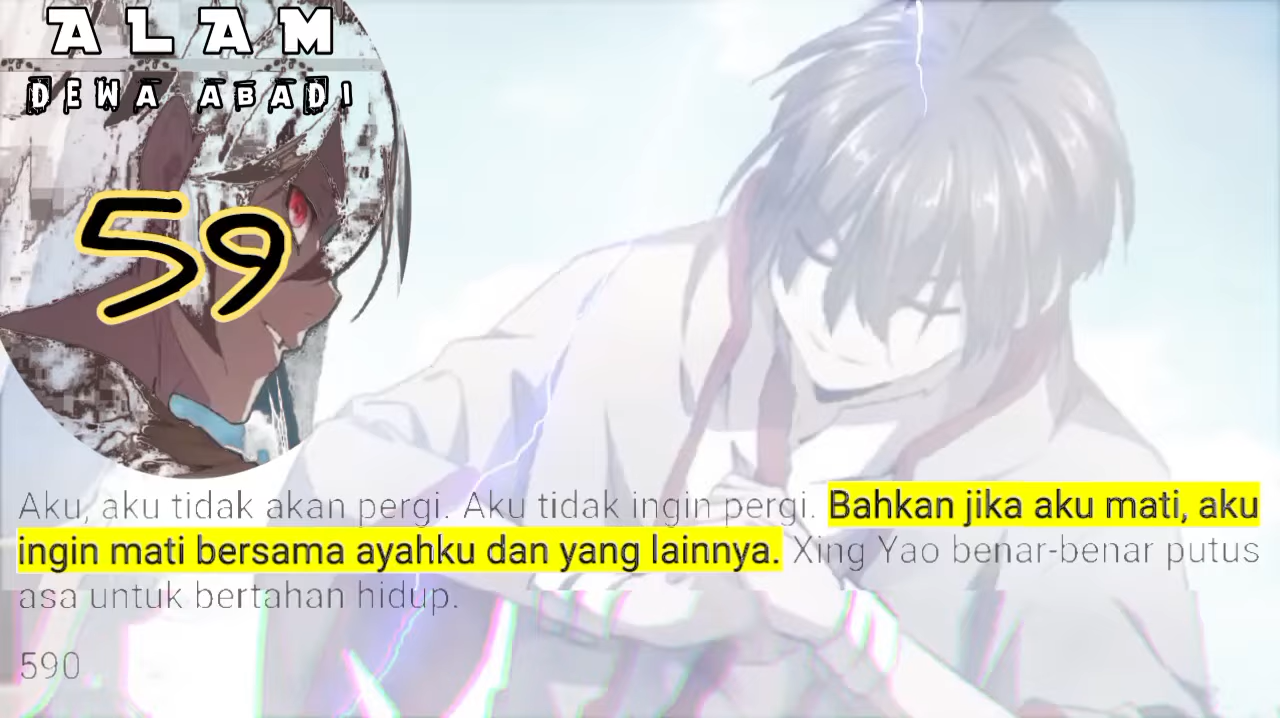 ALAM
DEWA ABADI
59
Aku, aku tidak akan pergi. Aku tidak ingin pergi. Bahkan jika aku mati, aku
ingin mati bersama ayahku dan yang lainnya. Xing Yao benar-benar putus
asa untuk bertahan hidup.
590